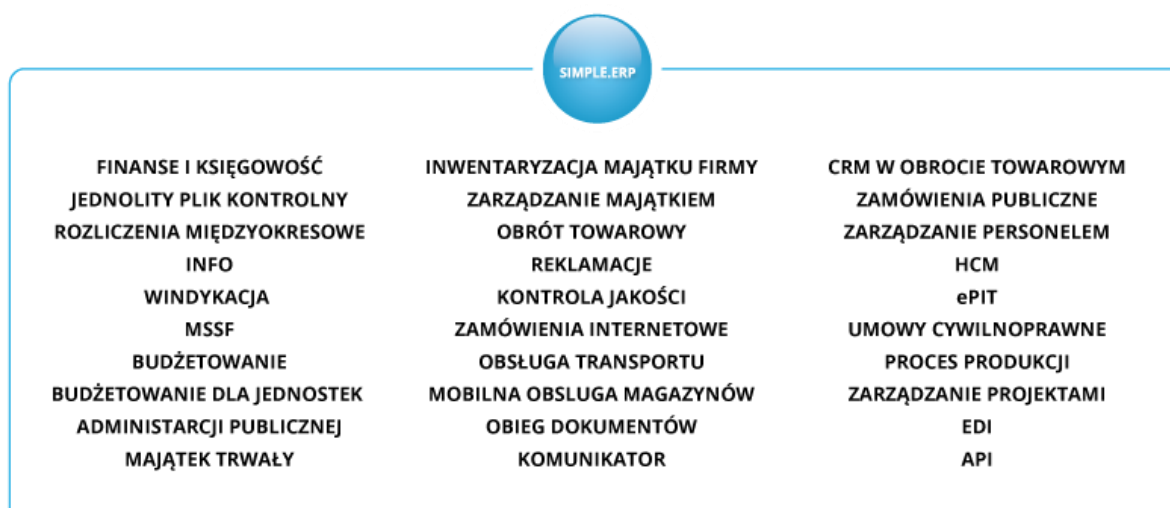 SIMPLE.ERP
FINANSE I KSIĘGOWOŚĆ
JEDNOLITY PLIK KONTROLNY
ROZLICZENIA MIĘDZYOKRESOWE
INFO
WINDYKACJA
MSSF
BUDŻETOWANIE
BUDŻETOWANIE DLA JEDNOSTEK
ADMINISTARCJI PUBLICZNEJ
MAJĄTEK TRWAŁY
INWENTARYZACJA MAJĄTKU FIRMY
ZARZĄDZANIE MAJĄTKIEM
OBRÓT TOWAROWY
REKLAMACJE
KONTROLA JAKOŚCI
ZAMÓWIENIA INTERNETOWE
OBSŁUGA TRANSPORTU
MOBILNA OBSLUGA MAGAZYNÓW
OBIEG DOKUMENTÓW
KOMUNIKATOR
CRM W OBROCIE TOWAROWYM
ZAMÓWIENIA PUBLICZNE
ZARZĄDZANIE PERSONELEM
HCM
ePIT
UMOWY CYWILNOPRAWNE
PROCES PRODUKCJI
ZARZĄDZANIE PROJEKTAMI
EDI
API